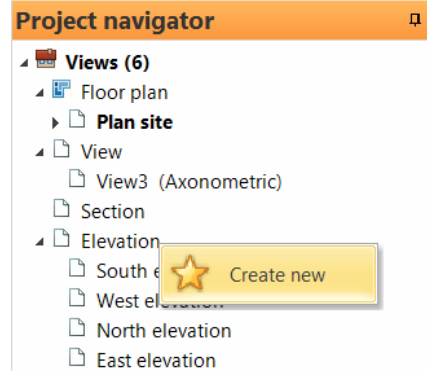 Project navigator
Views (6)
Floor plan
Plan site
View
View3 (Axonometric)
Section
Elevation
South e
Create new
West elevation
North elevation
East elevation